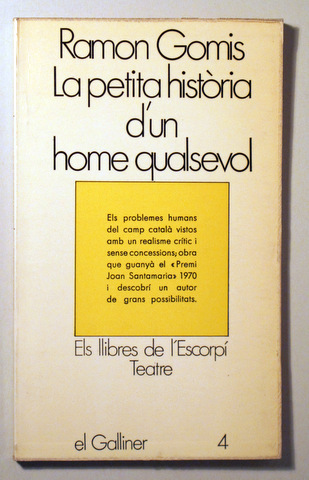 Ramon Gomis
La petita història
d'un
home qualsevol
Els problemes humans
del camp català vistos
amb un realisme crític i
sense concessions; obra
que guanyà el «Premi
Joan Santamaria» 1970
i descobrí un autor
de grans possibilitats.
Els llibres de l'Escorpí
Teatre
el Galliner 4